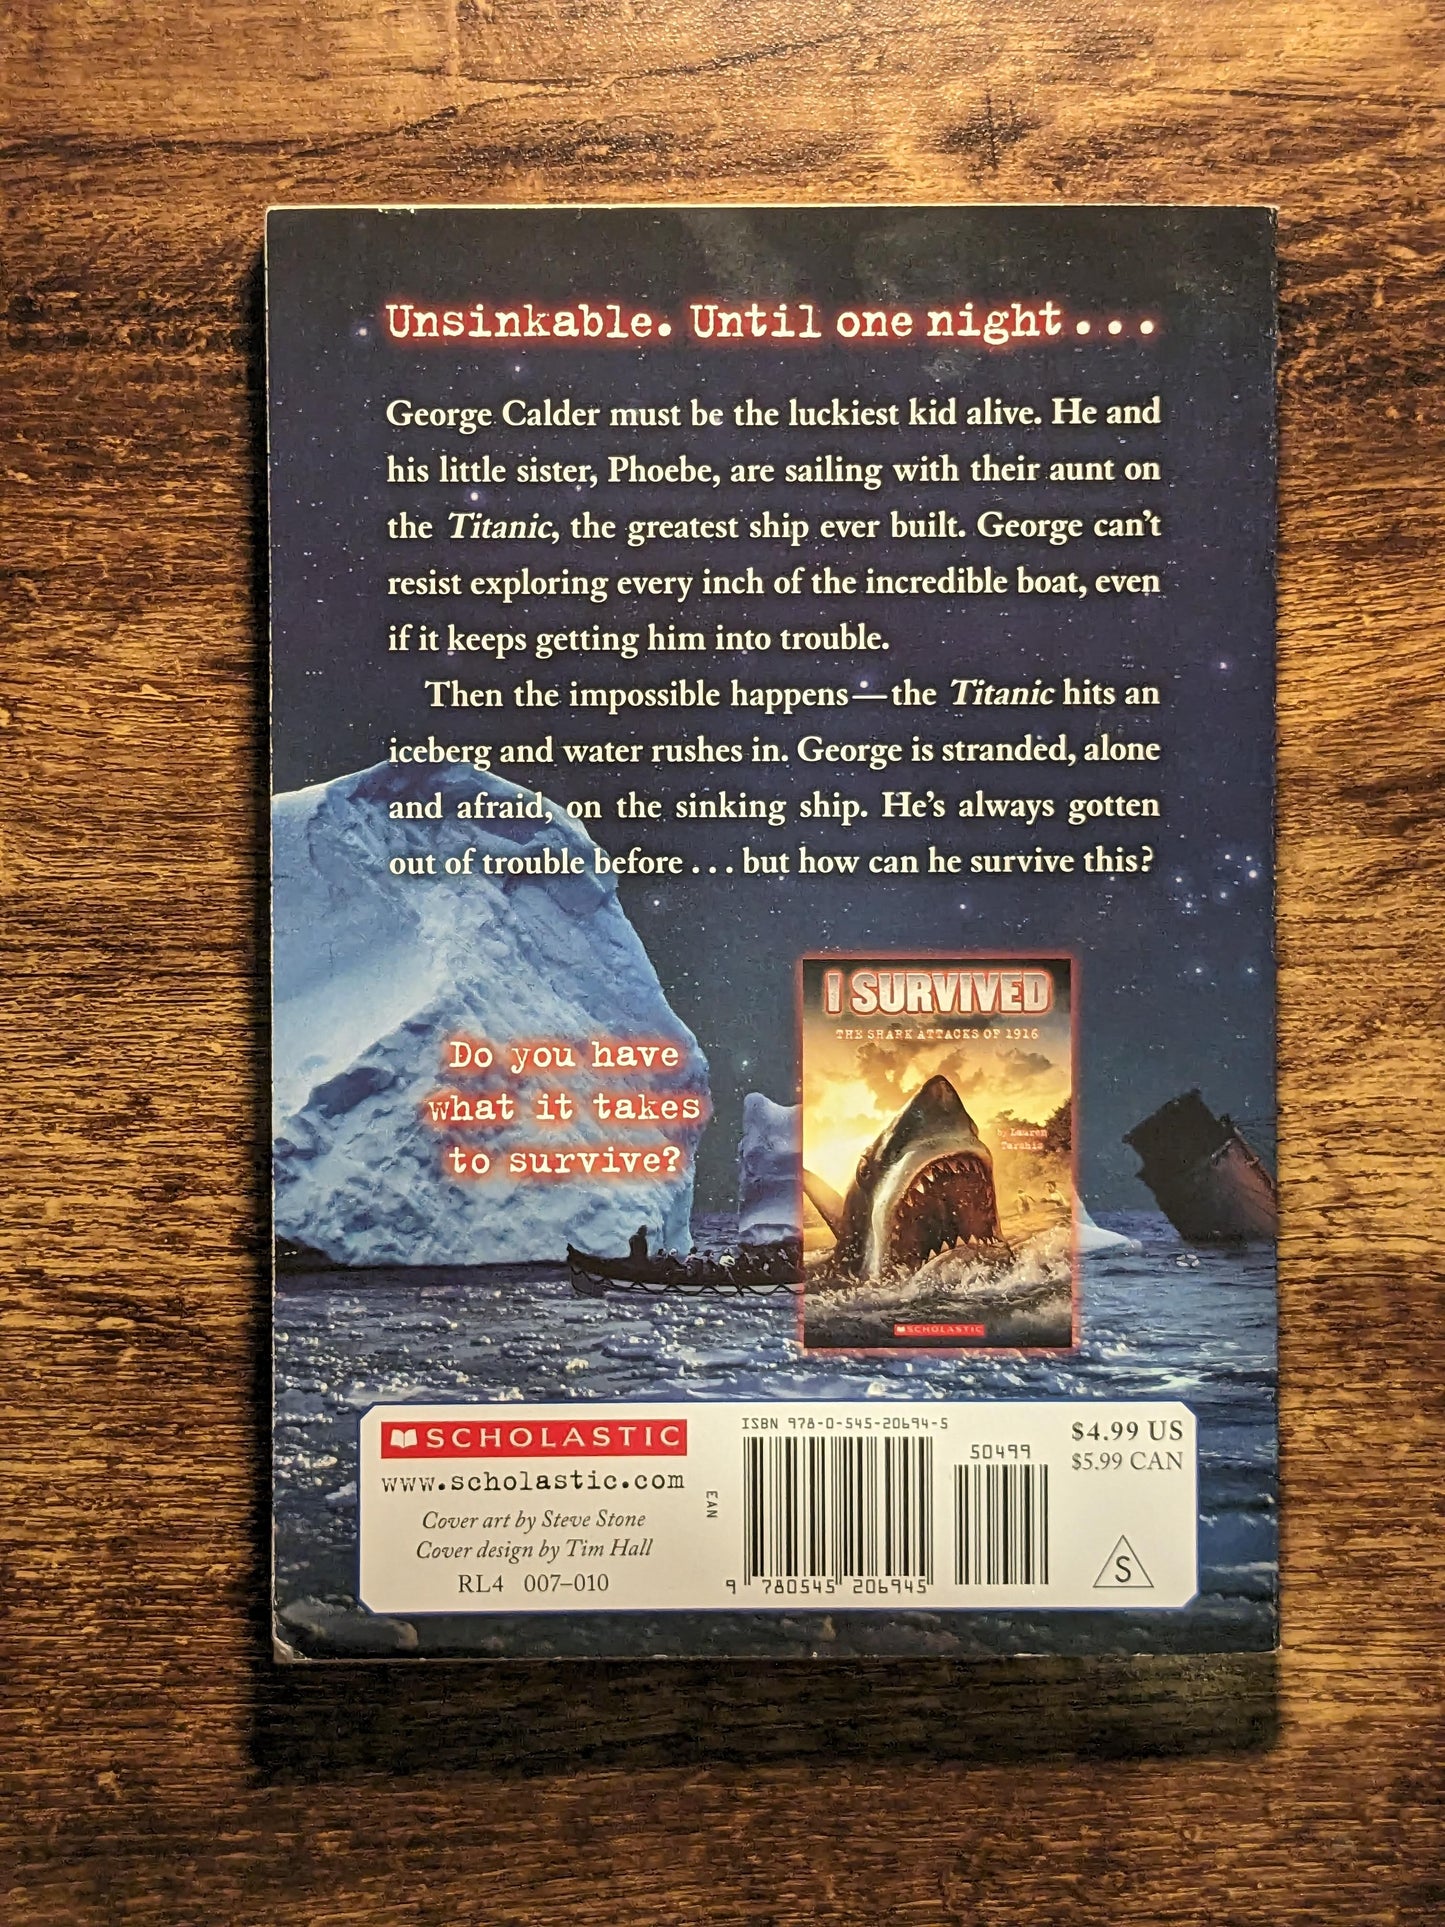 Unsinkable. Until one night . . .
George Calder must be the luckiest kid alive. He and
his little sister, Phoebe, are sailing with their aunt on
the Titanic, the greatest ship ever built. George can't
resist exploring every inch of the incredible boat, even
if it keeps getting him into trouble.
Then the impossible happens—the Titanic hits an
iceberg and water rushes in. George is stranded, alone
and afraid, on the sinking ship. He's always gotten
out of trouble before . . . but how can he survive this?
Do you have
what it takes
to survive?
I SURVIVED
THE SHARK ATTACKS OF 1916
by Lauren
Tarshis
SCHOLASTIC
SCHOLASTIC
www.scholastic.com
Cover art by Steve Stone
Cover design by Tim Hall
RL4 007–010
EAN
ISBN 978-0-545-20694-5
9 780545 206945
50499
$4.99 US
$5.99 CAN
S